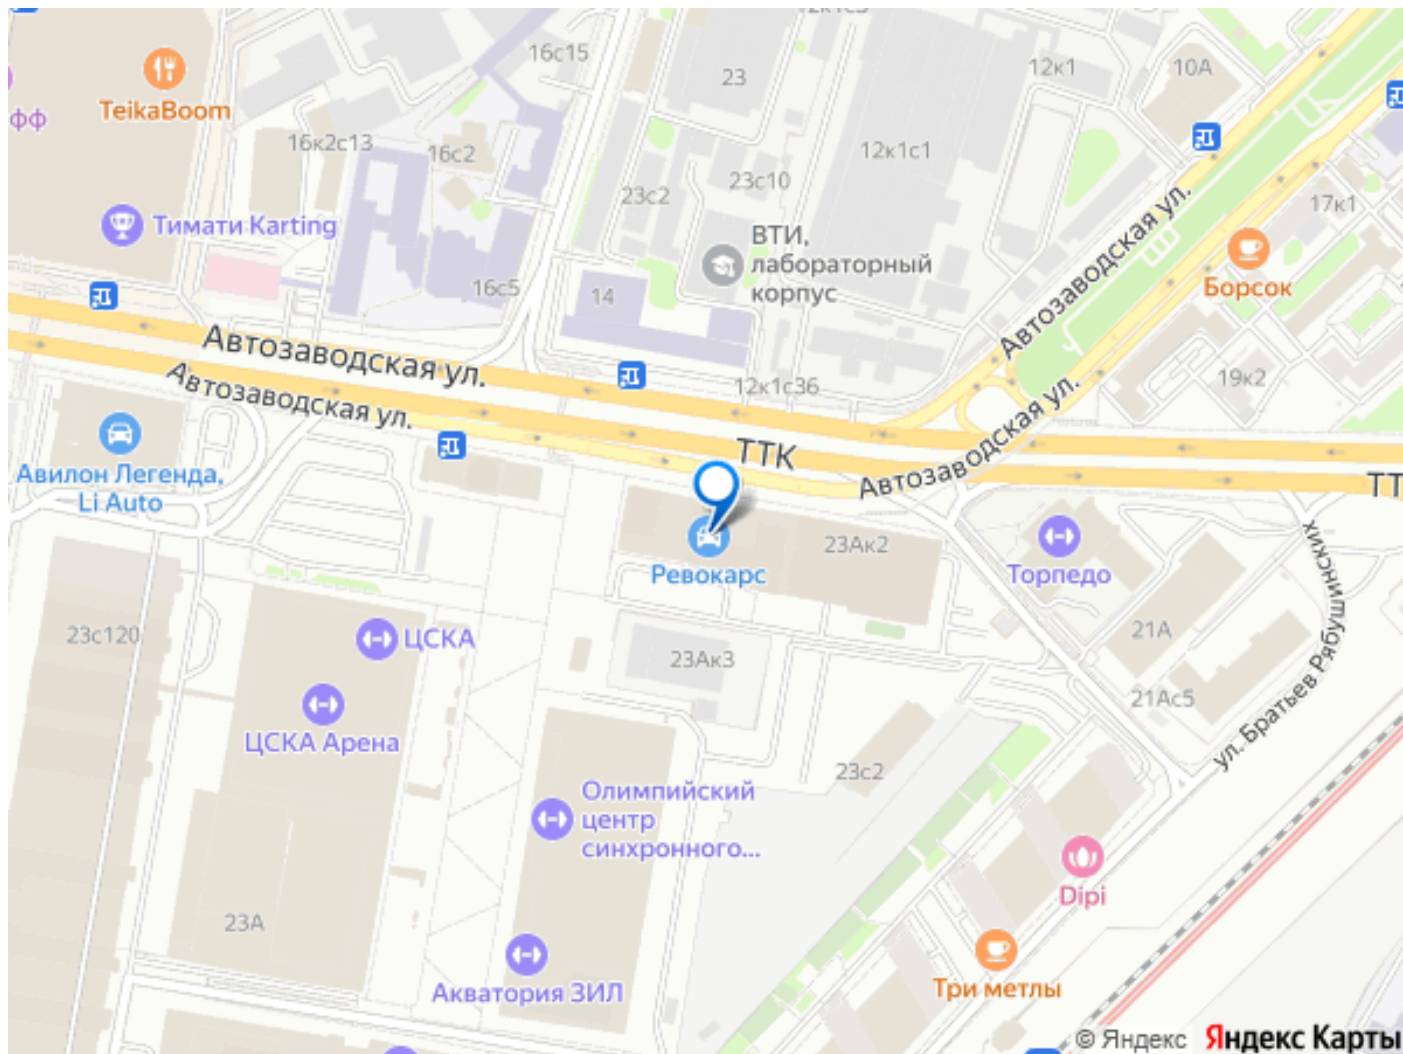 16с15
12к1с3
23
12к1
10А
TeikaBoom
фф
16к2с13
16с2
12к1с1
23с2
23с10
17к1
Тимати Karting
ВТИ,
лабораторный
корпус
Автозаводская ул.
Борсок
16с5
14
Автозаводская ул.
Автозаводская ул.
12к1с36
19к2
Автозаводская ул.
ТТК
Авилон Легенда,
Li Auto
ТТ
23Ак2
Ревокарс
Торпедо
ул. Братьев Рябушинских
23с120
ЦСКА
23Ак3
21А
21Ас5
ЦСКА Арена
23с2
Олимпийский
центр
синхронного...
Dipi
23А
Акватория ЗИЛ
Три метлы
© Яндекс Яндекс Карты